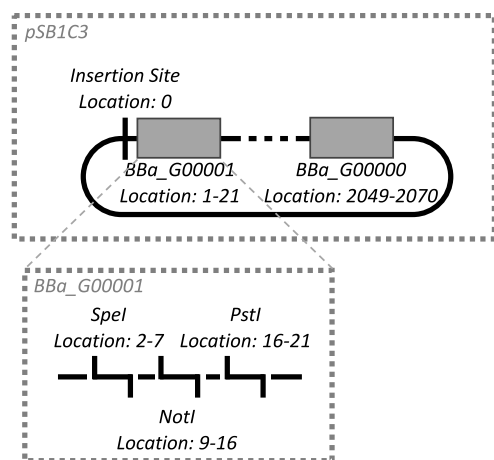 pSB1C3
Insertion Site
Location: 0
BBa_G00001 BBa_G00000
Location: 1-21 Location: 2049-2070
BBa_G00001
SpeI PstI
Location: 2-7 Location: 16-21
NotI
Location: 9-16